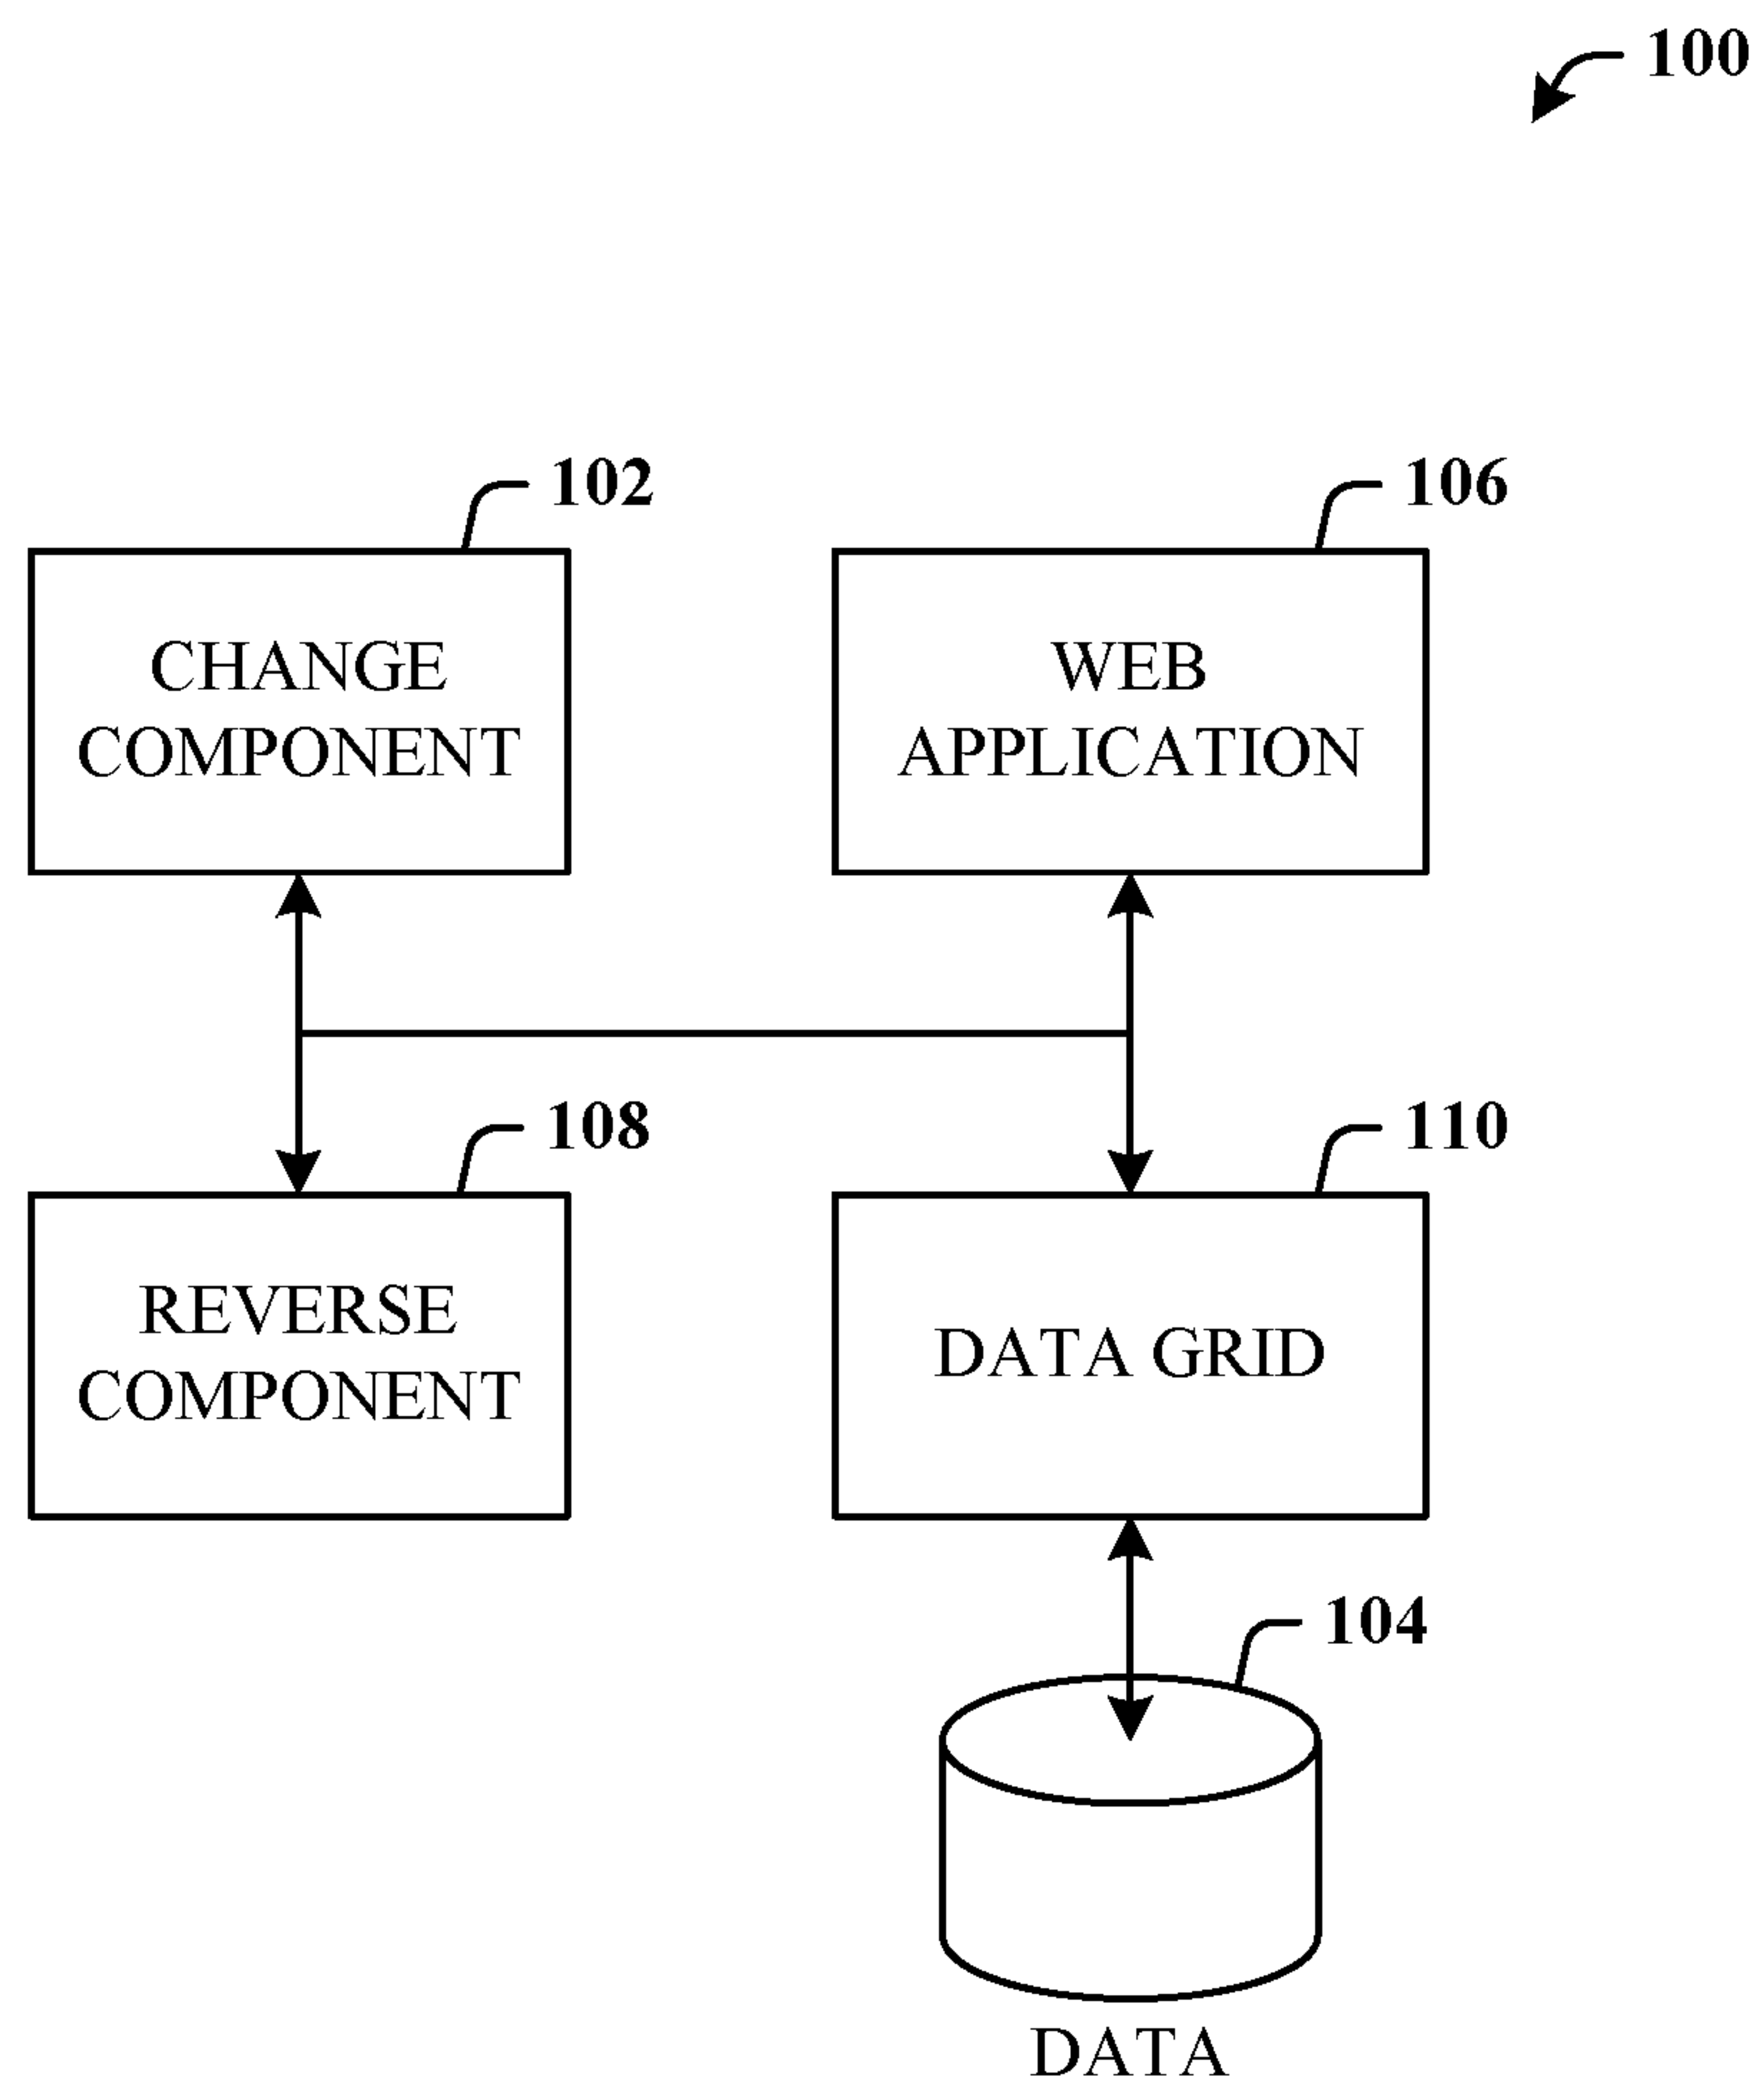 100
102
106
CHANGE
COMPONENT
WEB
APPLICATION
108
110
REVERSE
COMPONENT
DATA GRID
104
DATA